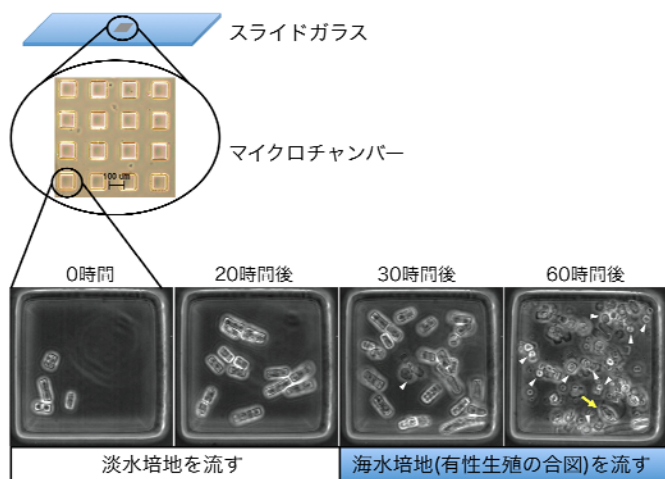 スライドガラス
マイクロチャンバー
100 um
0時間
20時間後
30時間後
60時間後
淡水培地を流す
海水培地(有性生殖の合図)を流す